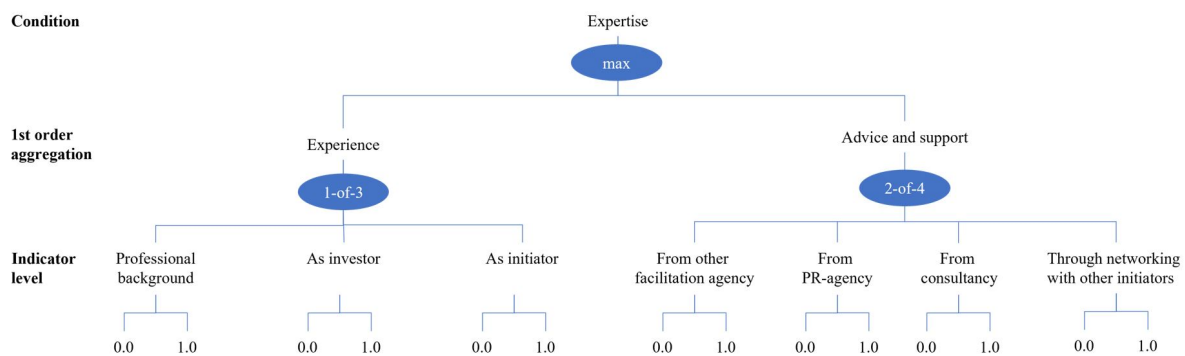 Condition
Expertise
max
1st order
aggregation
Experience
Advice and support
1-of-3
2-of-4
Indicator
level
Professional
background
As investor
As initiator
From other
facilitation agency
From
PR-agency
From
consultancy
Through networking
with other initiators
0.0 1.0 0.0 1.0 0.0 1.0 0.0 1.0 0.0 1.0 0.0 1.0 0.0 1.0